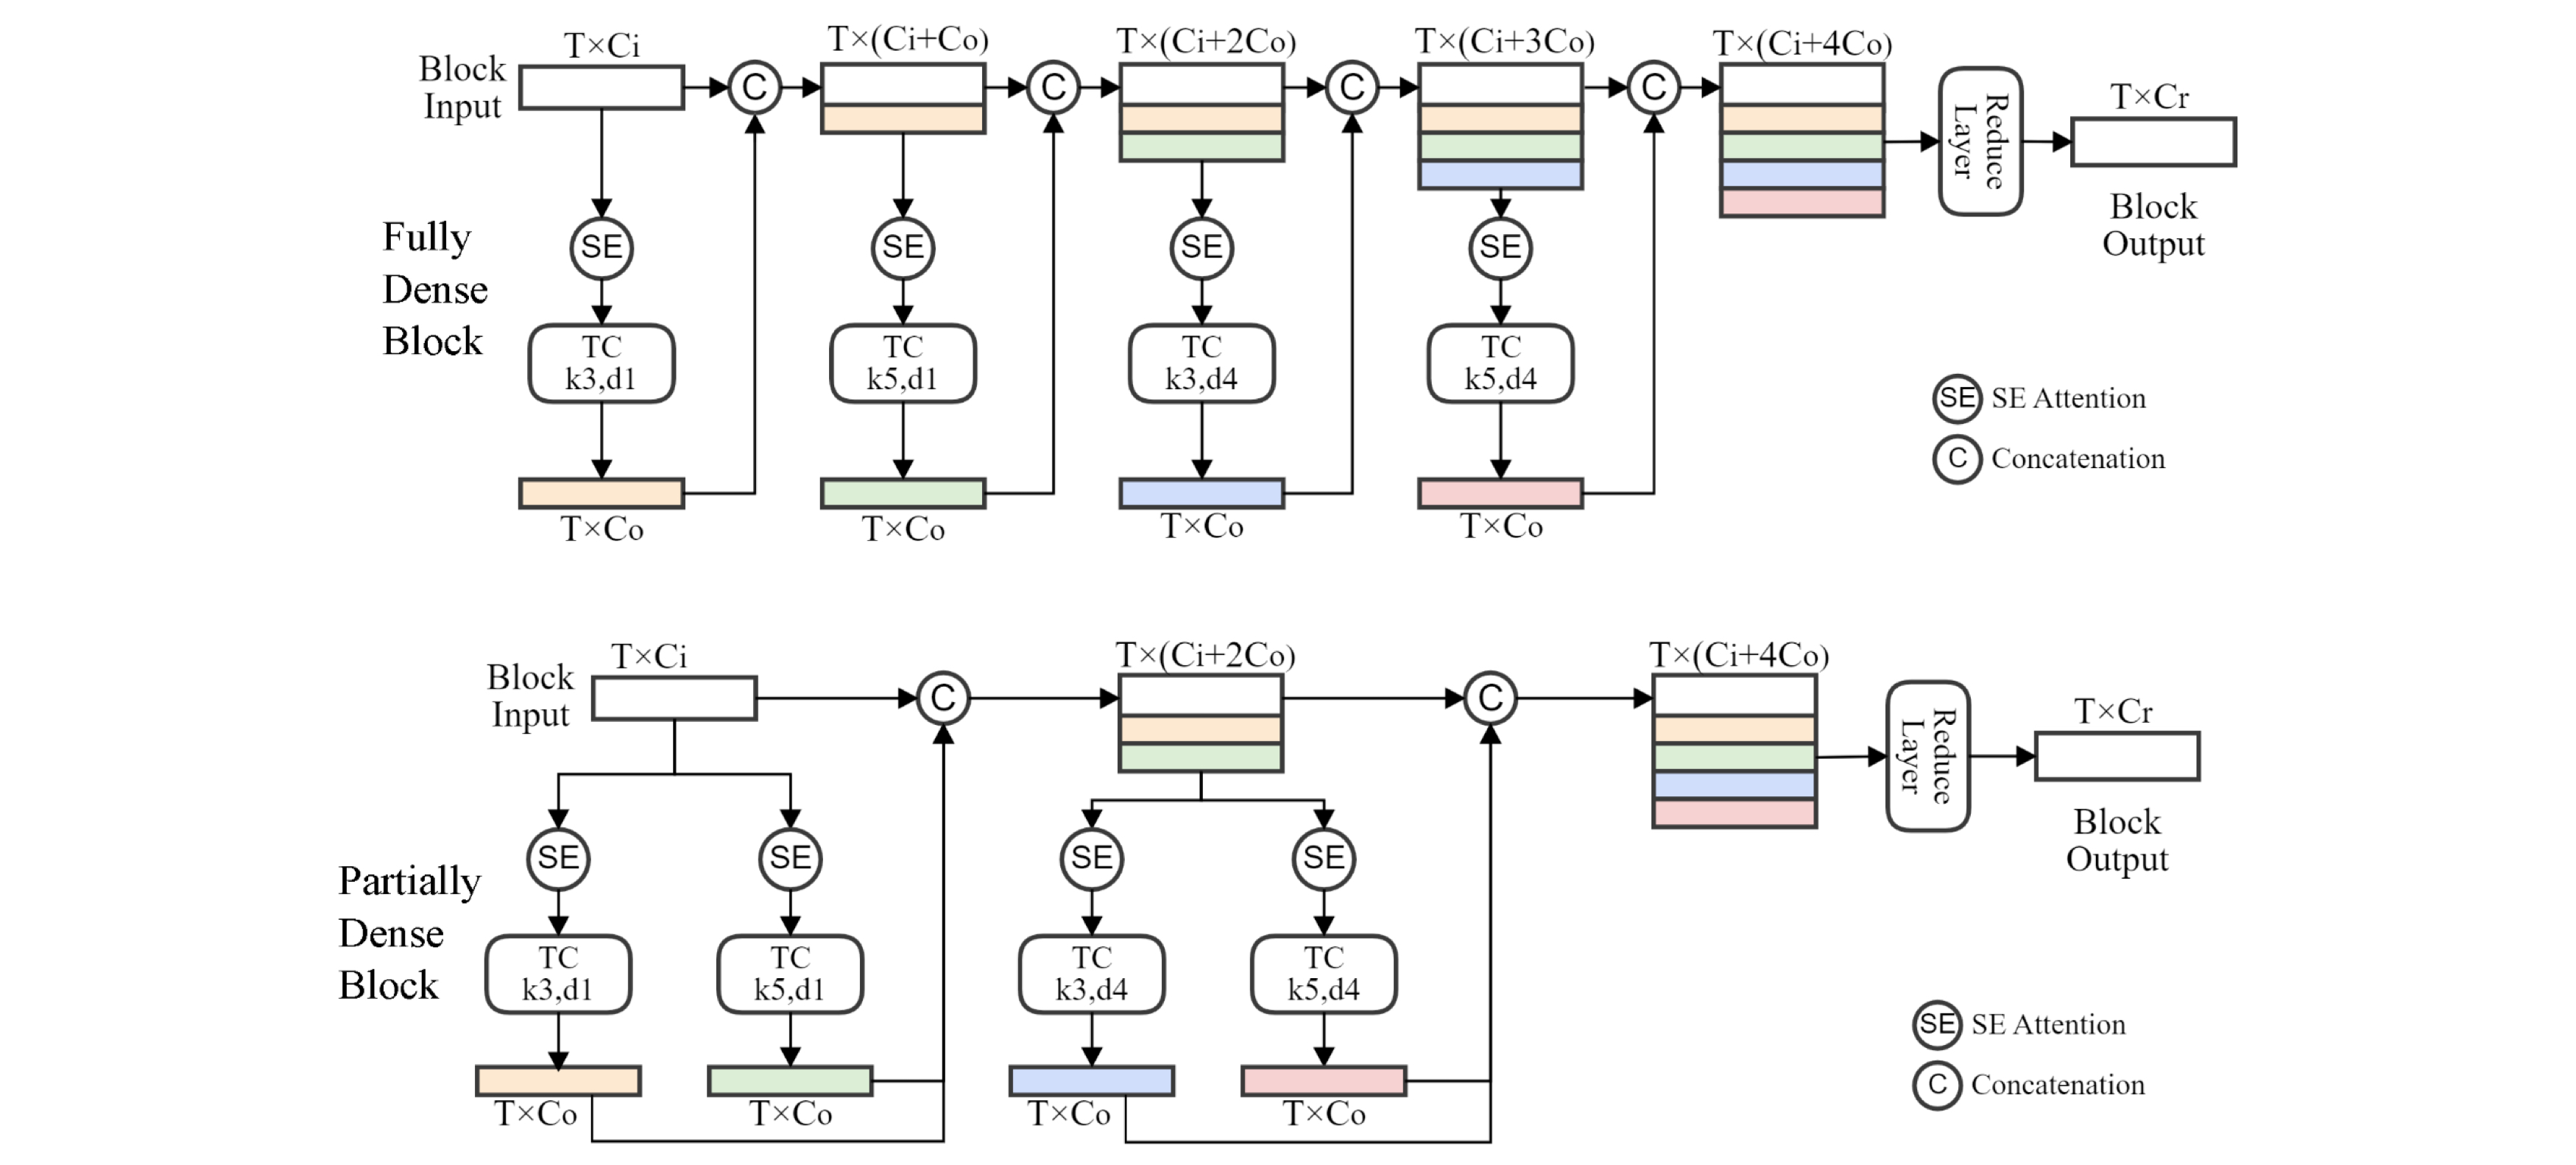 T×Ci
T×(Ci+Co)
T×(Ci+2Co)
T×(Ci+3Co)
T×(Ci+4Co)
Block
Input
C
C
C
C
Reduce
Layer
T×Cr
Block
Output
Fully
Dense
Block
SE
SE
SE
SE
TC
k3,d1
TC
k5,d1
TC
k3,d4
TC
k5,d4
T×Co
T×Co
T×Co
T×Co
SE SE Attention
C Concatenation
T×Ci
T×(Ci+2Co)
T×(Ci+4Co)
Block
Input
C
C
Reduce
Layer
T×Cr
Block
Output
Partially
Dense
Block
SE
SE
SE
SE
TC
k3,d1
TC
k5,d1
TC
k3,d4
TC
k5,d4
T×Co
T×Co
T×Co
T×Co
SE SE Attention
C Concatenation